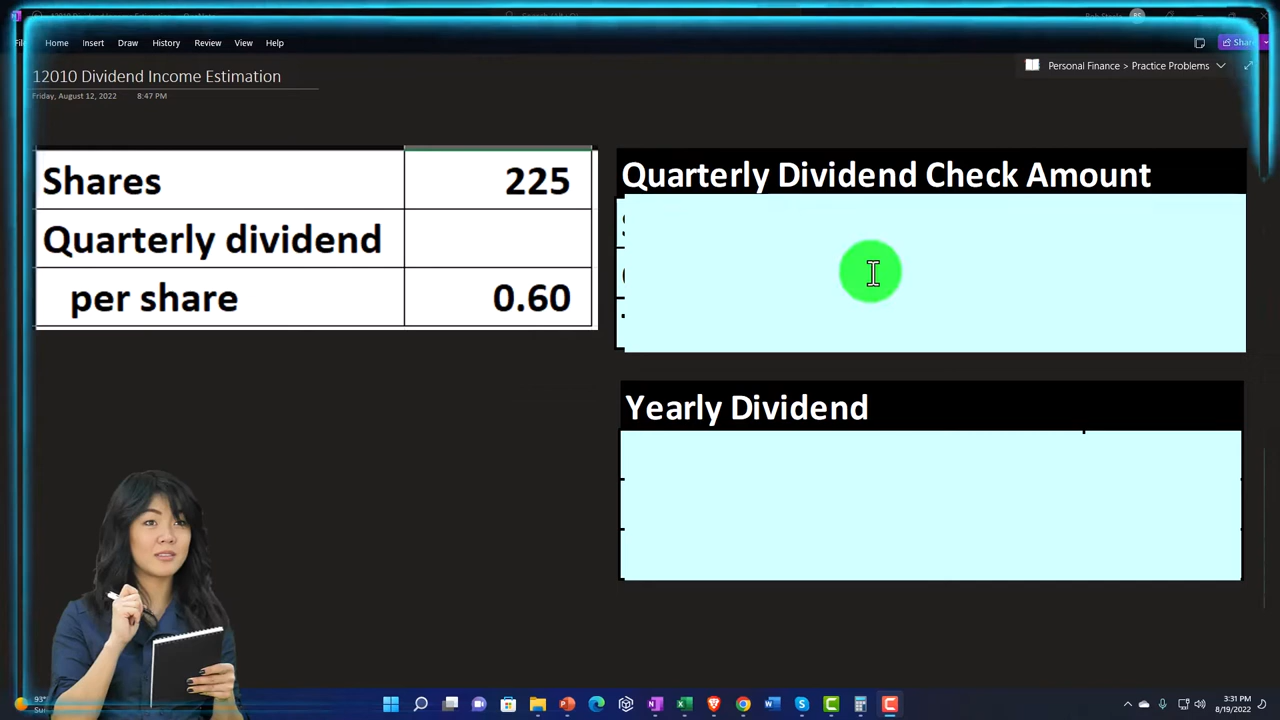 Home Insert Draw History Review View Help
Share
12010 Dividend Income Estimation
Friday, August 12, 2022 8:47 PM
Personal Finance > Practice Problems
Shares 225
Quarterly dividend
per share 0.60
Quarterly Dividend Check Amount
Yearly Dividend
93°
3:31 PM
8/19/2022